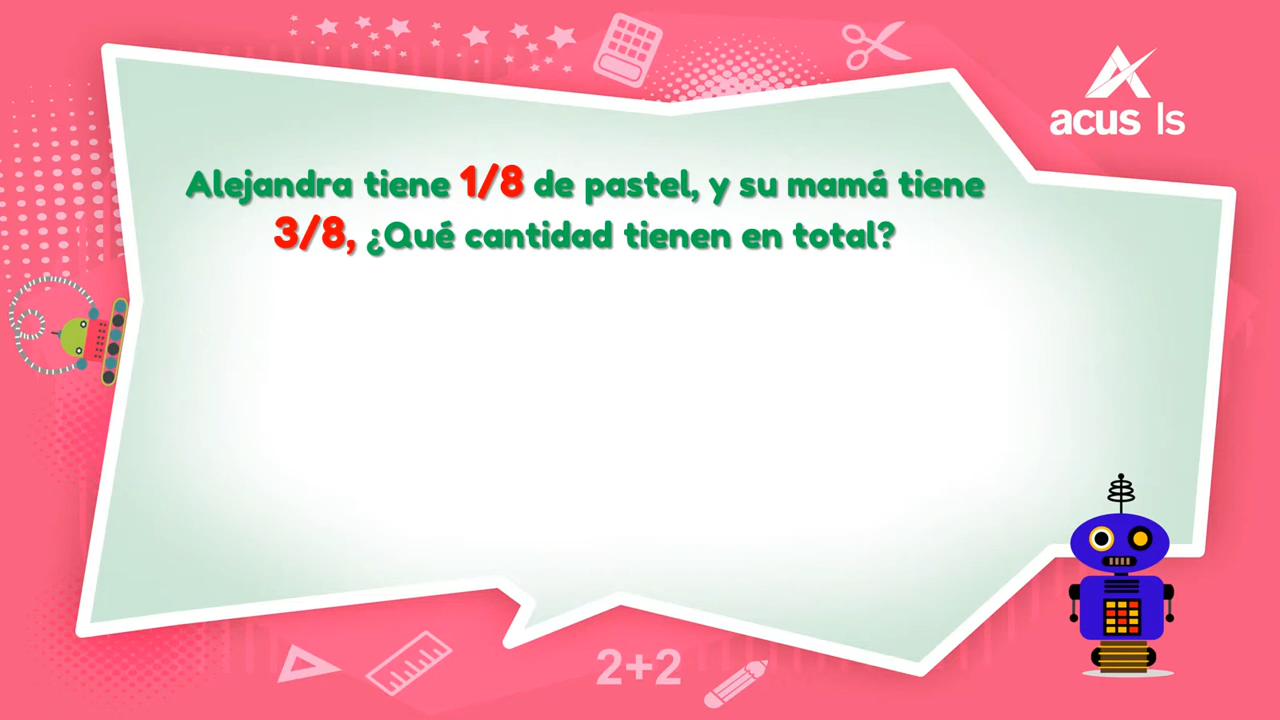 acus ls
Alejandra tiene 1/8 de pastel, y su mamá tiene
3/8, ¿Qué cantidad tienen en total?
2+2